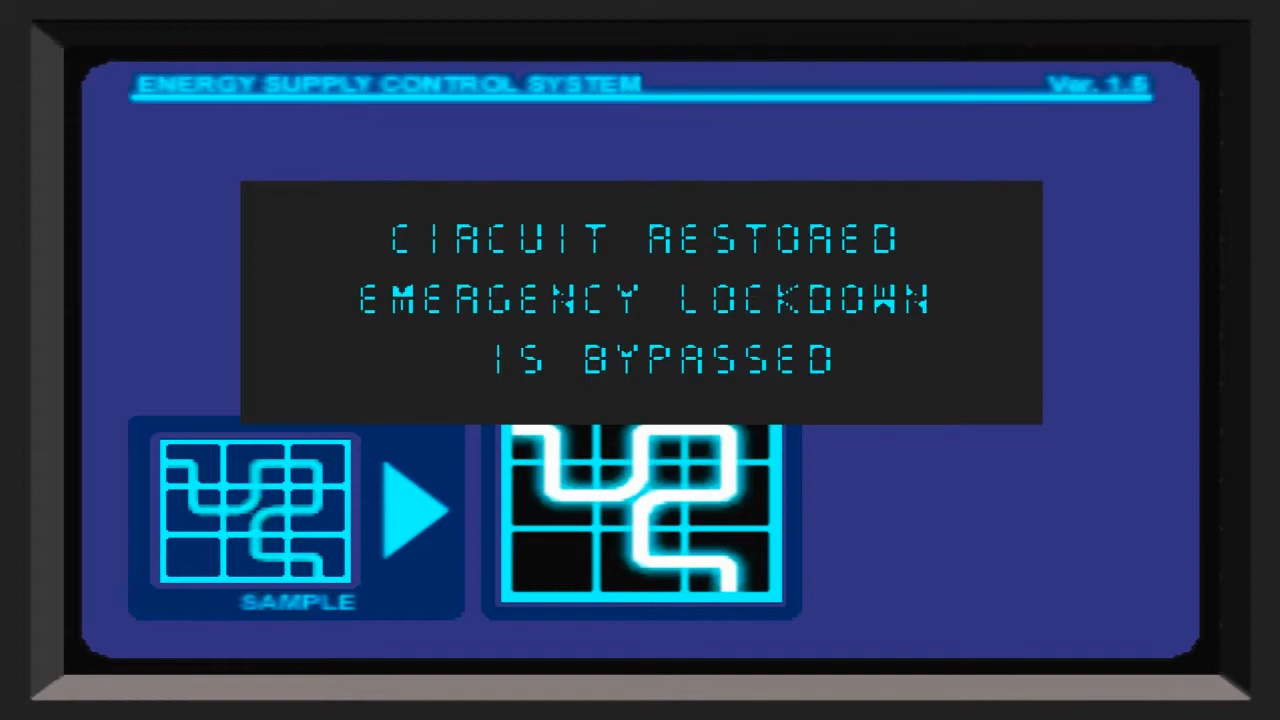 ENERGY SUPPLY CONTROL SYSTEM Ver. 1.5
CIRCUIT RESTORED
EMERGENCY LOCKDOWN
IS BYPASSED
SAMPLE